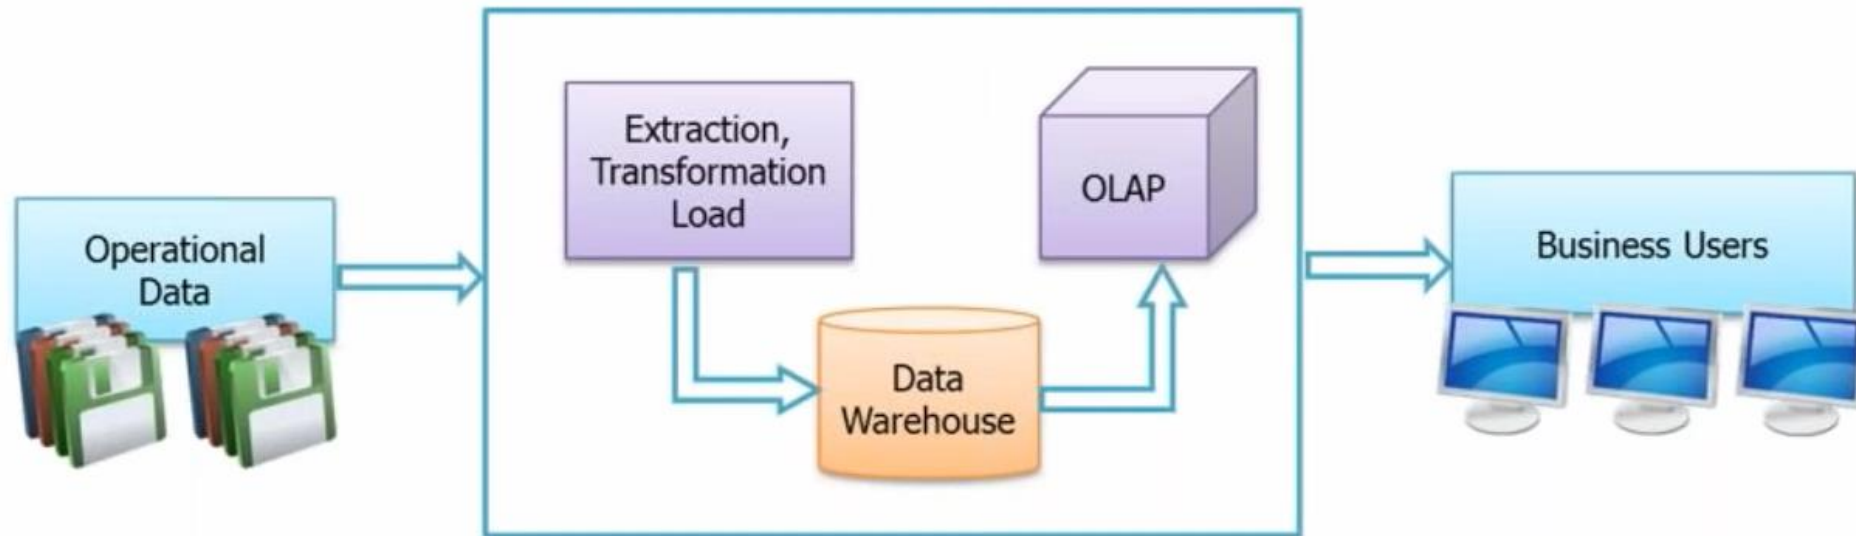 Operational
Data
Extraction,
Transformation
Load
Data
Warehouse
OLAP
Business Users